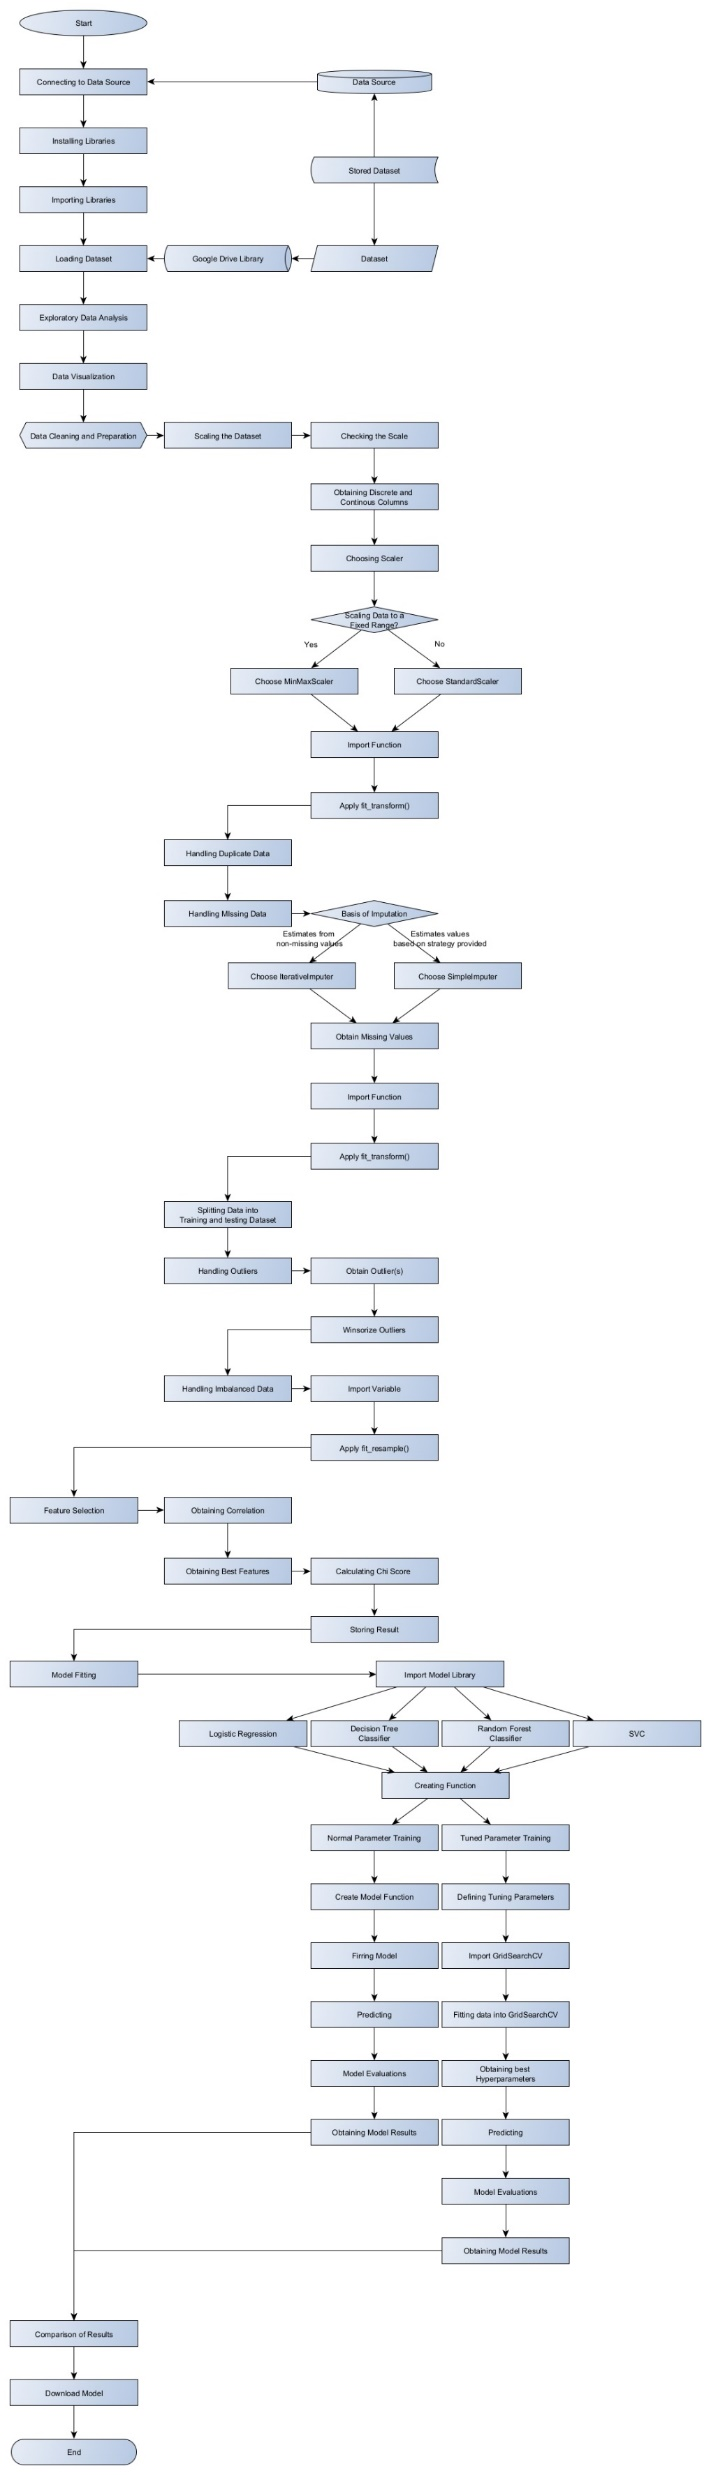 Start
Connecting to Data Source
Data Source
Installing Libraries
Stored Dataset
Importing Libraries
Loading Dataset
Google Drive Library
Dataset
Exploratory Data Analysis
Data Visualization
Data Cleaning and Preparation
Scaling the Dataset
Checking the Scale
Obtaining Discrete and
Continous Columns
Choosing Scaler
Scaling Data to a
Fixed Range?
Yes
No
Choose MinMaxScaler
Choose StandardScaler
Import Function
Apply fit_transform()
Handling Duplicate Data
Handling MIssing Data
Basis of Imputation
Estimates from
non-missing values
Estimates values
based on strategy provided
Choose IterativeImputer
Choose SimpleImputer
Obtain Missing Values
Import Function
Apply fit_transform()
Splitting Data into
Training and testing Dataset
Handling Outliers
Obtain Outlier(s)
Winsorize Outliers
Handling Imbalanced Data
Import Variable
Apply fit_resample()
Feature Selection
Obtaining Correlation
Obtaining Best Features
Calculating Chi Score
Storing Result
Model Fitting
Import Model Library
Logistic Regression
Decision Tree
Classifier
Random Forest
Classifier
SVC
Creating Function
Normal Parameter Training
Tuned Parameter Training
Create Model Function
Defining Tuning Parameters
Firring Model
Import GridSearchCV
Predicting
Fitting data into GridSearchCV
Model Evaluations
Obtaining best
Hyperparameters
Obtaining Model Results
Predicting
Model Evaluations
Obtaining Model Results
Comparison of Results
Download Model
End